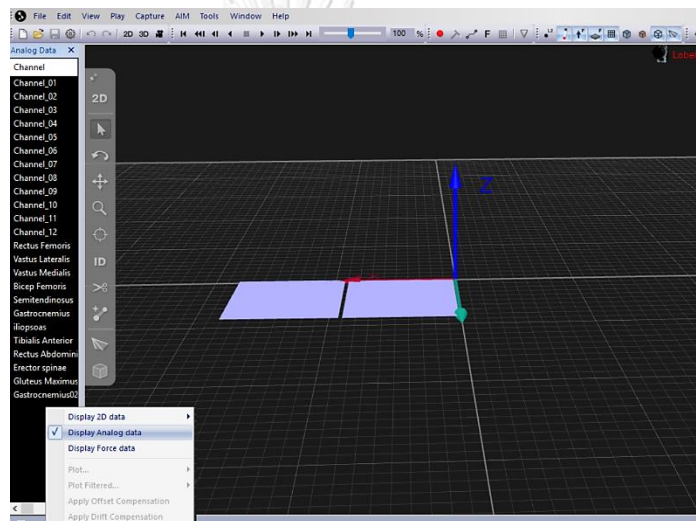 File Edit View Play Capture AIM Tools Window Help
2D 3D 100 % F
Analog Data X
Label
Channel
Channel_01
Channel_02
2D
Channel_03
Channel_04
Channel_05
Channel_06
Channel_07
Channel_08
Channel_09
Channel_10
Channel_11
Channel_12
Z
Rectus Femoris
Vastus Lateralis
ID
Vastus Medialis
Bicep Femoris
Semitendinosus
Gastrocnemius
iliopsoas
Tibialis Anterior
Rectus Abdomin
Erector spinae
Gluteus Maximus
Gastrocnemius02
Display 2D data
Display Analog data
Display Force data
Plot...
Plot Filtered...
Apply Offset Compensation
Apply Drift Compensation